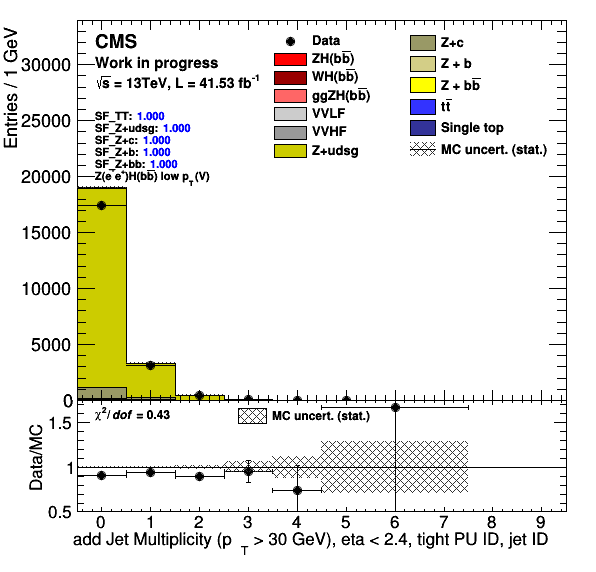 CMS
Work in progress
√s = 13TeV, L = 41.53 fb⁻¹
SF_TT: 1.000
SF_Z+udsg: 1.000
SF_Z+c: 1.000
SF_Z+b: 1.000
SF_Z+bb: 1.000
Z(e⁻e⁺)H(bb̅) low p_T(V)
Data
ZH(bb̅)
WH(bb̅)
ggZH(bb̅)
VVLF
VVHF
Z+udsg
Z+c
Z + b
Z + bb̅
tt̅
Single top
MC uncert. (stat.)
Entries / 1 GeV
30000
25000
20000
15000
10000
5000
0
χ²/dof = 0.43
MC uncert. (stat.)
Data/MC
1.5
1
0.5
0 1 2 3 4 5 6 7 8 9
add Jet Multiplicity (p_T > 30 GeV), eta < 2.4, tight PU ID, jet ID